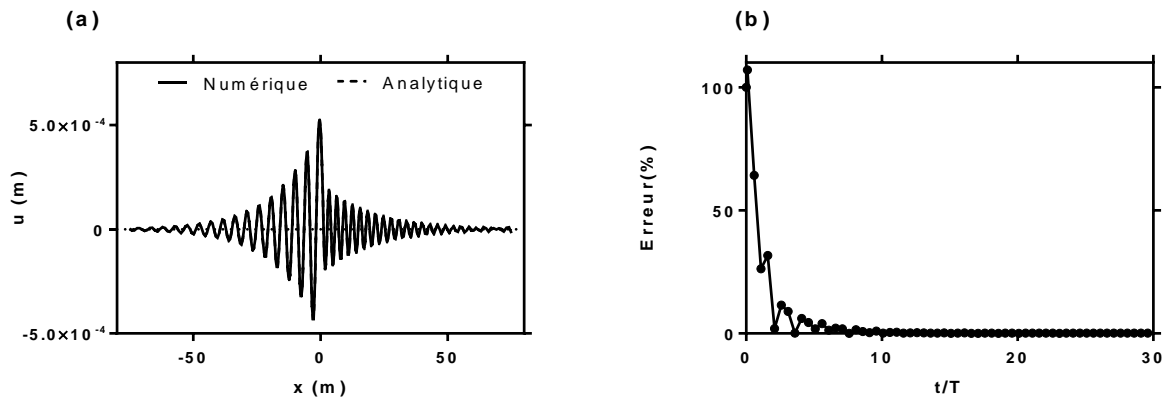 (a)
Numérique
Analytique
5.0×10⁻⁴
0
-5.0×10⁻⁴
u (m)
-50
0
50
x (m)
(b)
100
50
0
Erreur(%)
0
10
20
30
t/T